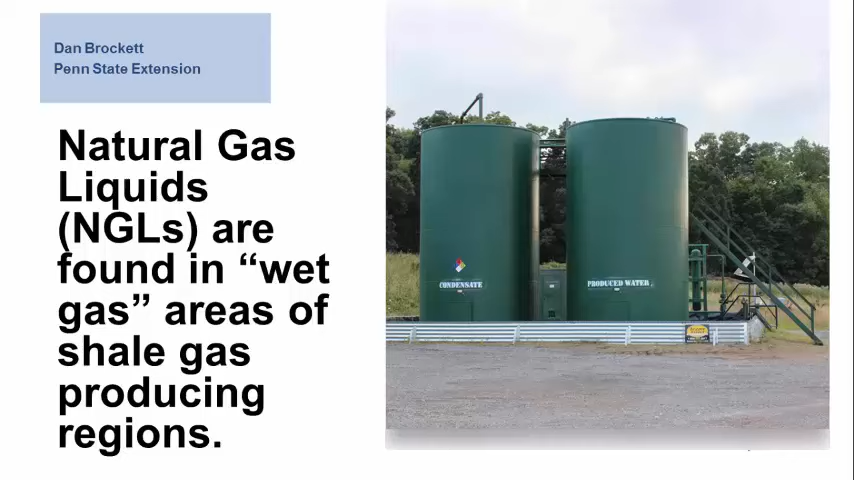 Dan Brockett
Penn State Extension
Natural Gas
Liquids
(NGLs) are
found in “wet
gas” areas of
shale gas
producing
regions.
CONDENSATE
PRODUCED WATER